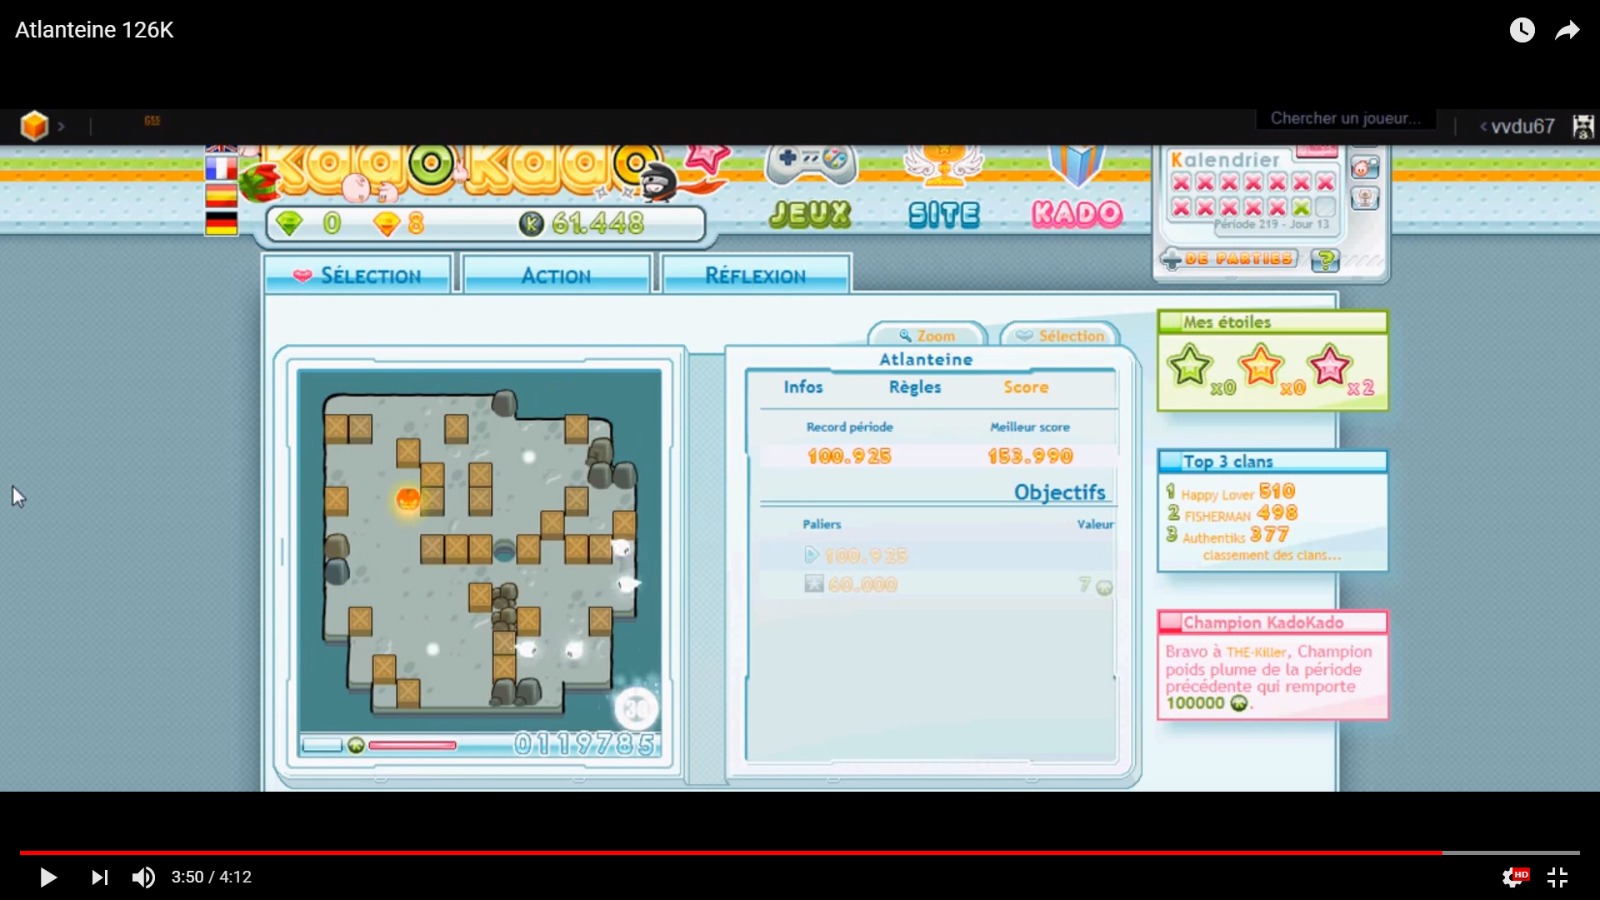 Atlanteine 126K
Chercher un joueur...
vvdu67
KadoKado
0 8 61.448
JEUX SITE KADO
Kalendrier
Période 219 - Jour 13
DE PARTIES ?
SÉLECTION ACTION RÉFLEXION
Zoom Sélection
Atlanteine
Infos Règles Score
Record période Meilleur score
100.925 153.990
Objectifs
Paliers Valeur
100.925
60.000 7
0119785
Mes étoiles
x0 x0 x2
Top 3 clans
1 Happy Lover 510
2 FISHERMAN 498
3 Authentiks 377
classement des clans...
Champion KadoKado
Bravo à THE-Killer, Champion
poids plume de la période
précédente qui remporte
100000 .
3:50 / 4:12
HD